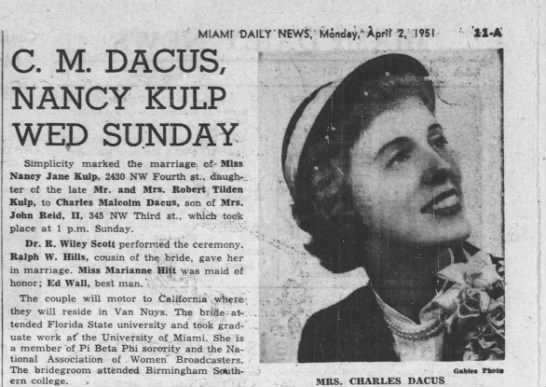 MIAMI DAILY NEWS, Monday, April 2, 1951 11-A
C. M. DACUS,
NANCY KULP
WED SUNDAY
Simplicity marked the marriage of Miss
Nancy Jane Kulp, 2430 NW Fourth st., daugh-
ter of the late Mr. and Mrs. Robert Tilden
Kulp, to Charles Malcolm Dacus, son of Mrs.
John Reid, II, 345 NW Third st., which took
place at 1 p.m. Sunday.
Dr. R. Wiley Scott performed the ceremony.
Ralph W. Hills, cousin of the bride, gave her
in marriage. Miss Marianne Hitt was maid of
honor; Ed Wall, best man.
The couple will motor to California where
they will reside in Van Nuys. The bride at-
tended Florida State university and took grad-
uate work at the University of Miami. She is
a member of Pi Beta Phi sorority and the Na-
tional Association of Women Broadcasters.
The bridegroom attended Birmingham South-
ern college.
Gables Photo
MRS. CHARLES DACUS